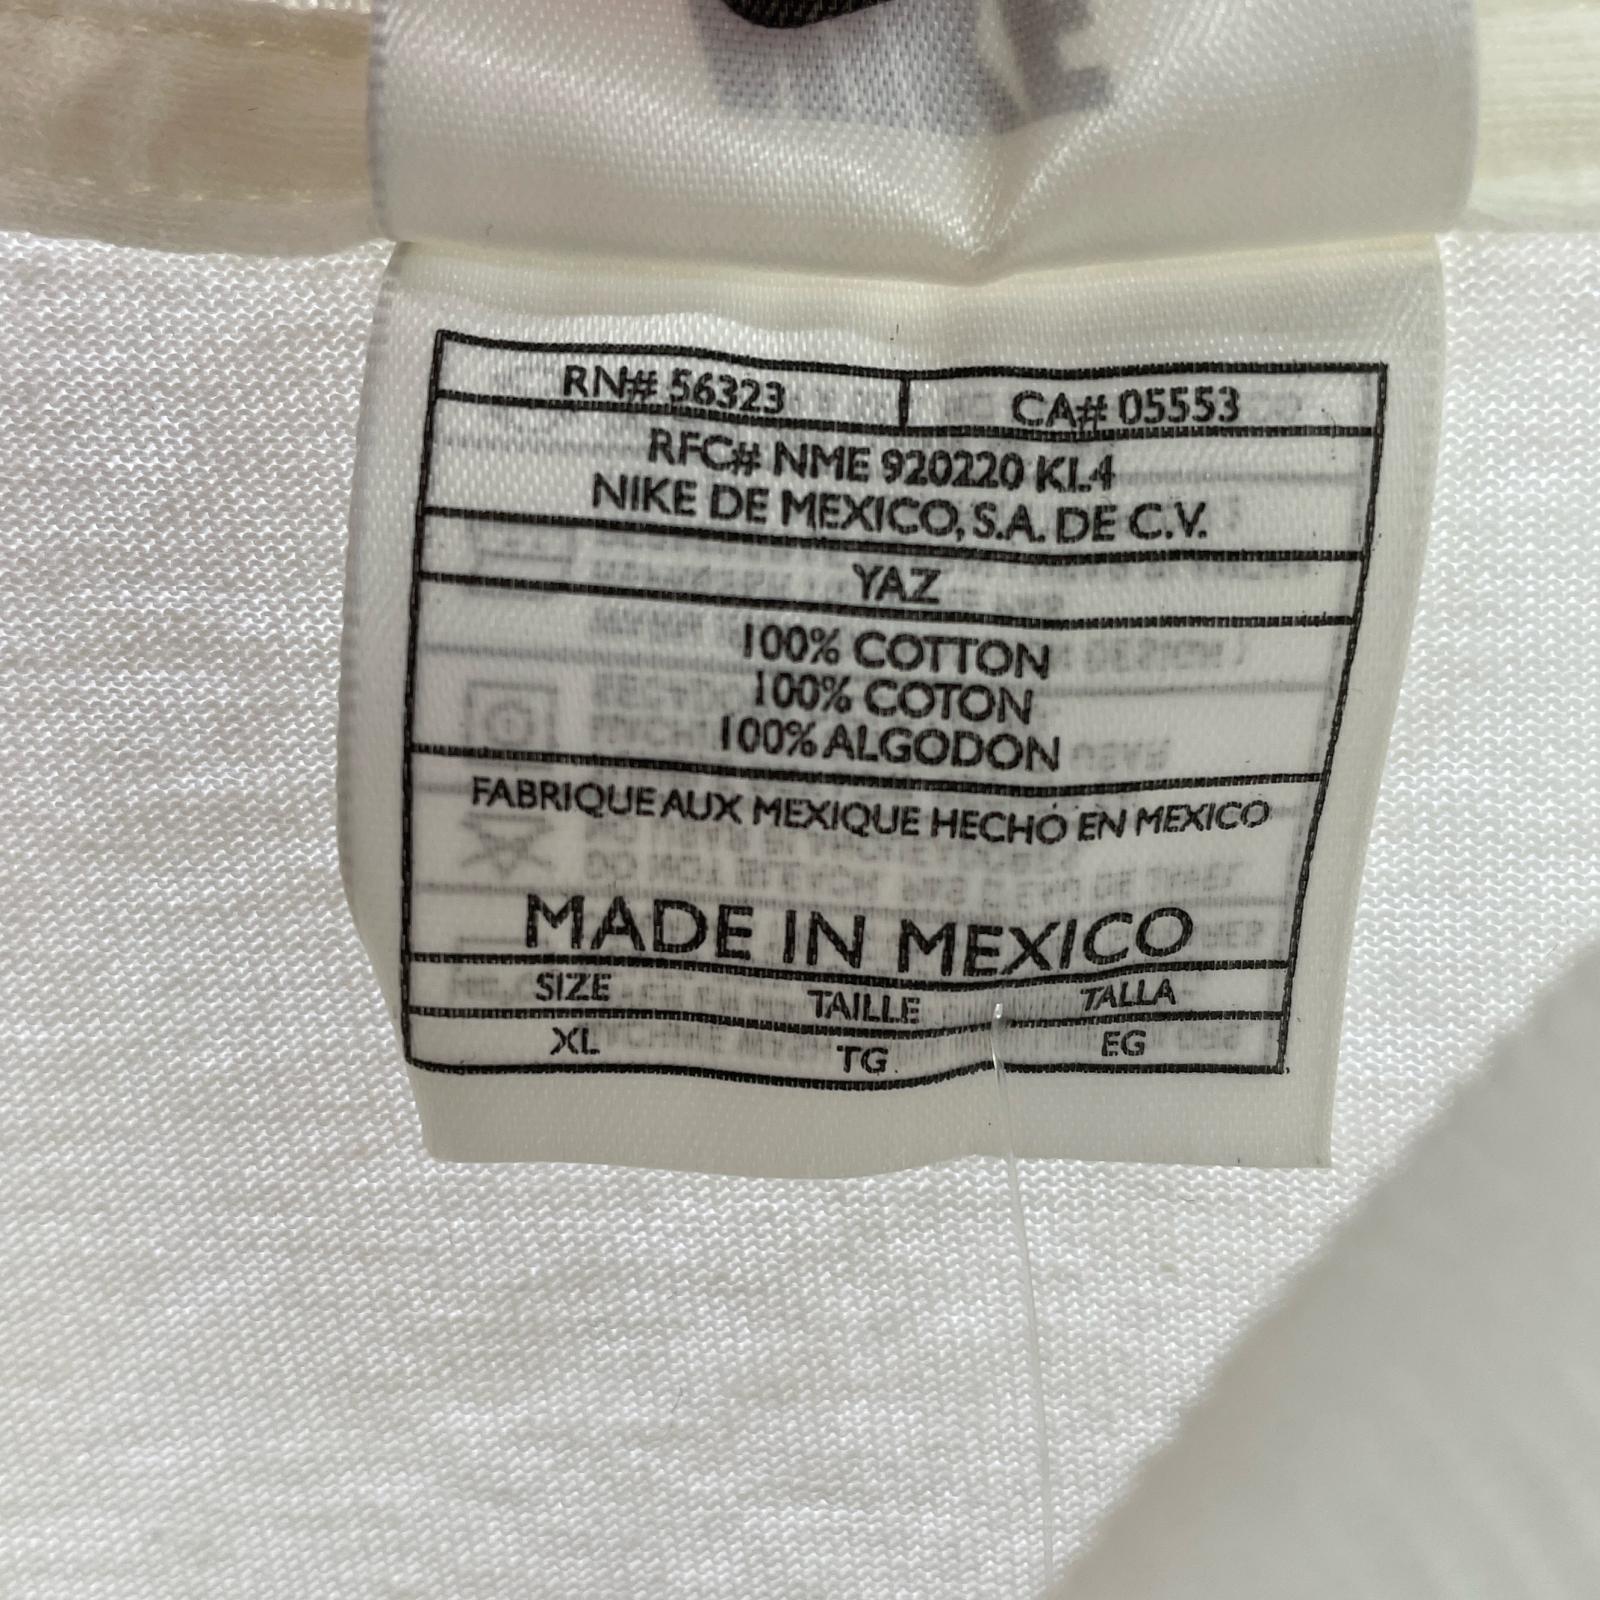 RN# 56323 CA# 05553
RFC# NME 920220 KL4
NIKE DE MEXICO, S.A. DE C.V.
YAZ
100% COTTON
100% COTON
100% ALGODON
FABRIQUE AUX MEXIQUE HECHO EN MEXICO
MADE IN MEXICO
SIZE TAILLE TALLA
XL TG EG